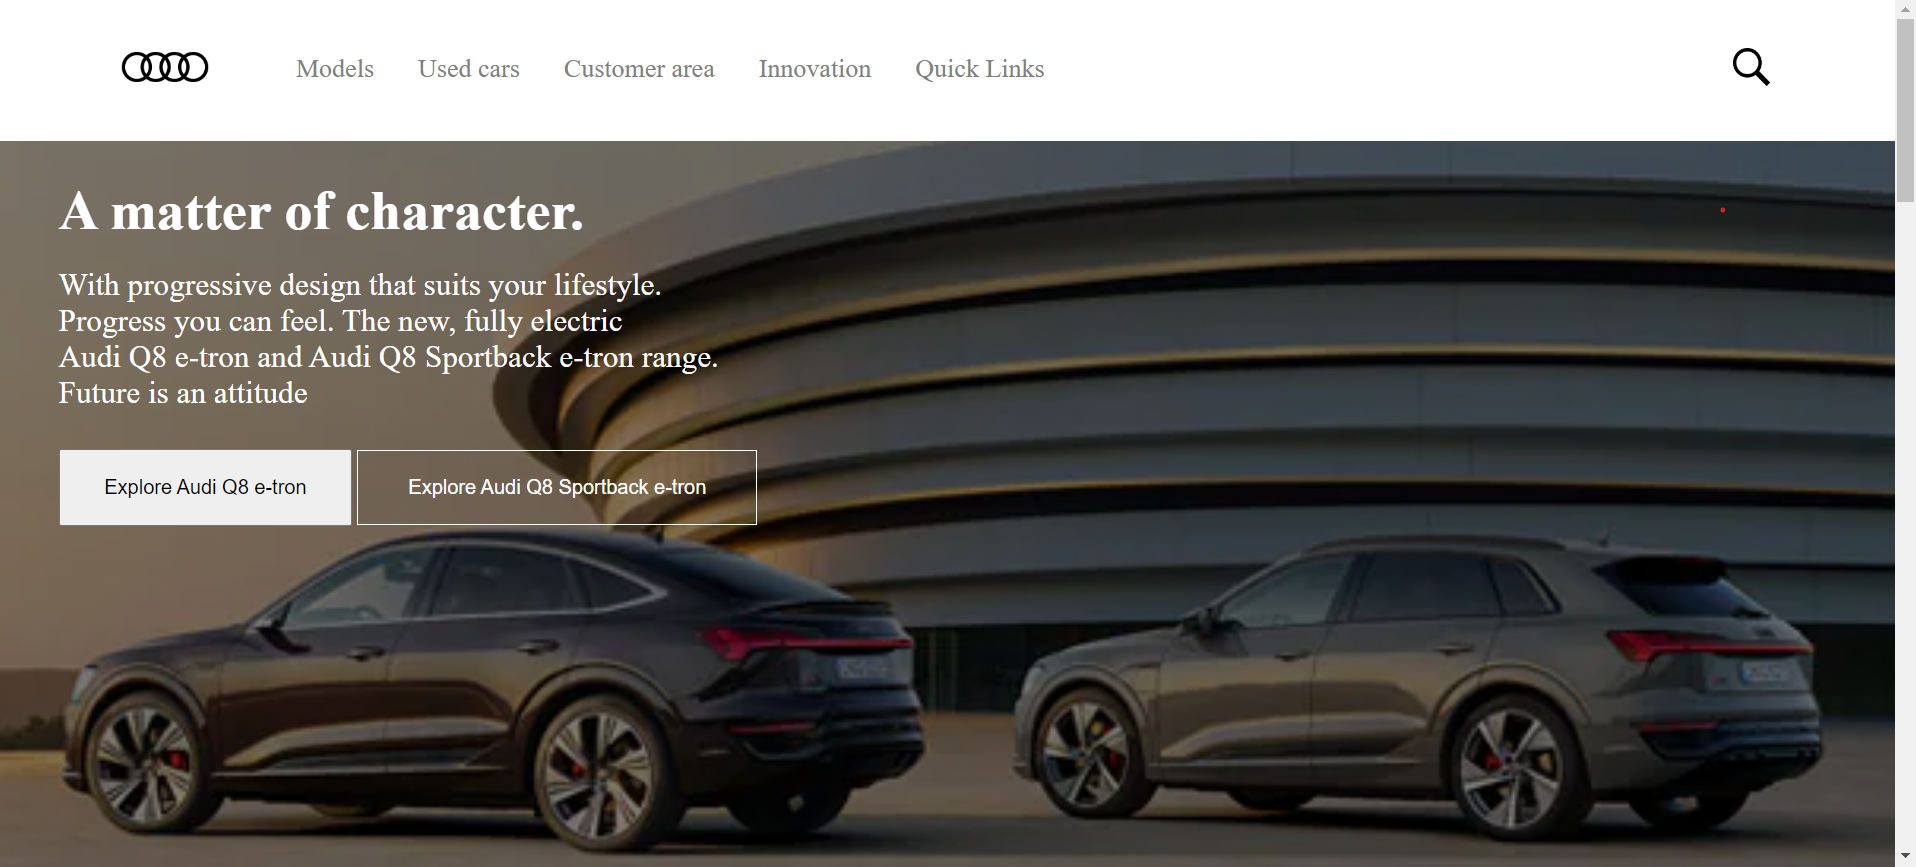 Models Used cars Customer area Innovation Quick Links
A matter of character.
With progressive design that suits your lifestyle.
Progress you can feel. The new, fully electric
Audi Q8 e-tron and Audi Q8 Sportback e-tron range.
Future is an attitude
Explore Audi Q8 e-tron Explore Audi Q8 Sportback e-tron